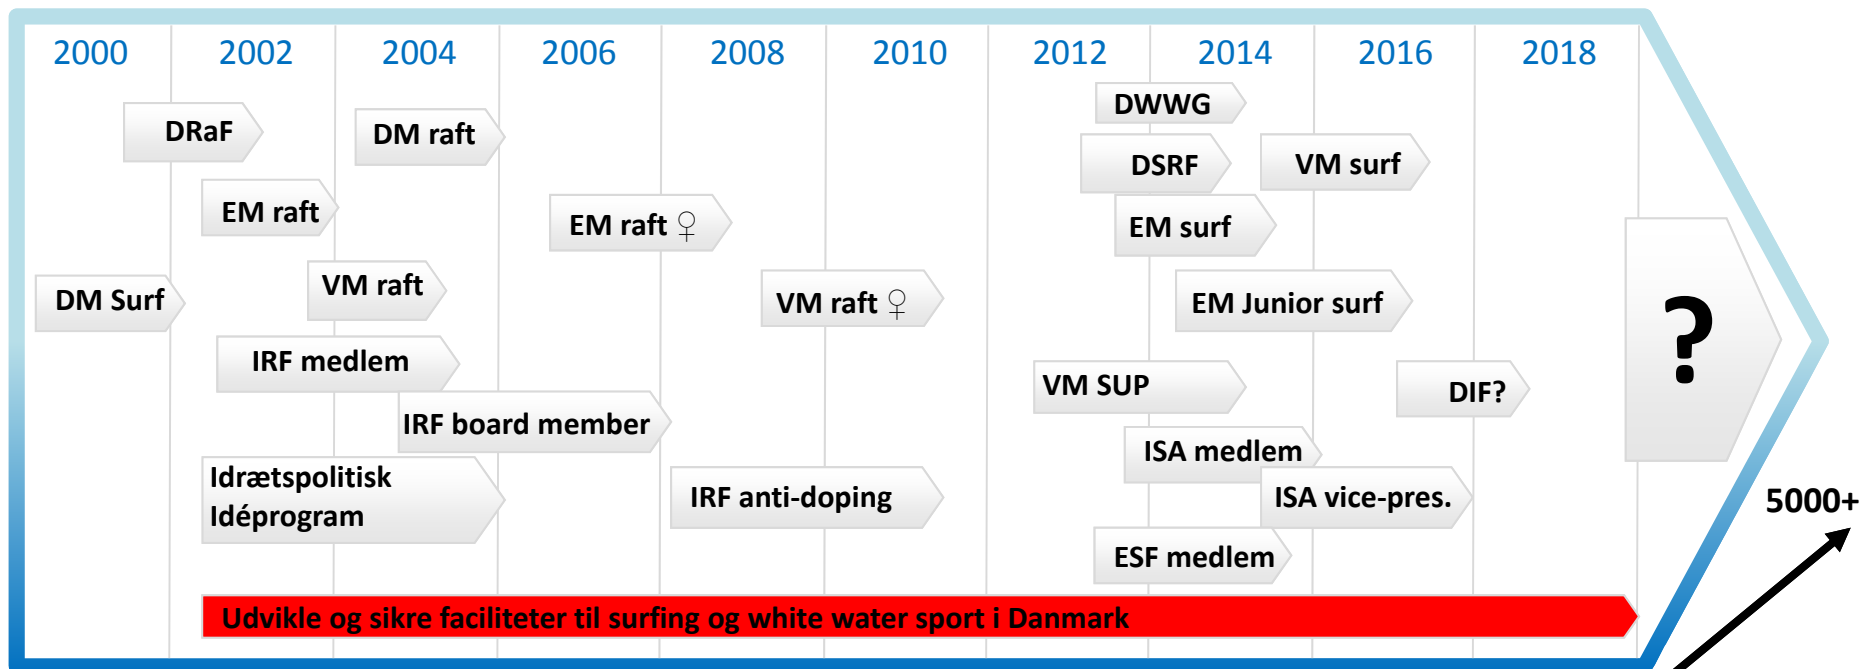 2000 2002 2004 2006 2008 2010 2012 2014 2016 2018
DWWG
DRaF
DM raft
DSRF
VM surf
EM raft
EM raft ♀
EM surf
DM Surf
VM raft
VM raft ♀
EM Junior surf
?
IRF medlem
VM SUP
DIF?
IRF board member
ISA medlem
Idrætspolitisk
Idéprogram
IRF anti-doping
ISA vice-pres.
5000+
ESF medlem
Udvikle og sikre faciliteter til surfing og white water sport i Danmark